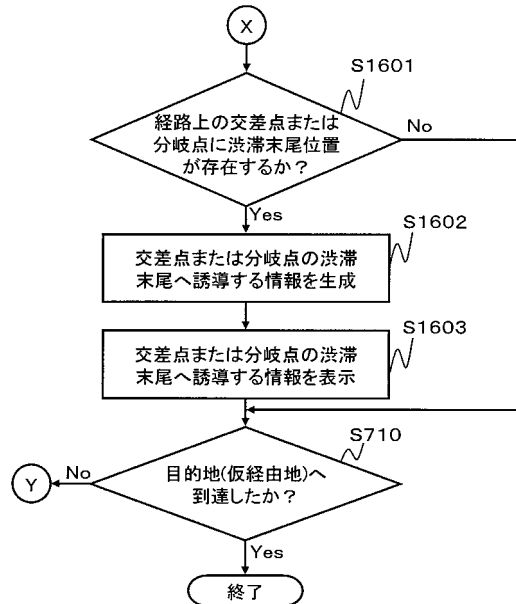 X
S1601
経路上の交差点または
分岐点に渋滞末尾位置
が存在するか？
No
Yes
S1602
交差点または分岐点の渋滞
末尾へ誘導する情報を生成
S1603
交差点または分岐点の渋滞
末尾へ誘導する情報を表示
S710
目的地(仮経由地)へ
到達したか？
No
Y
Yes
終了